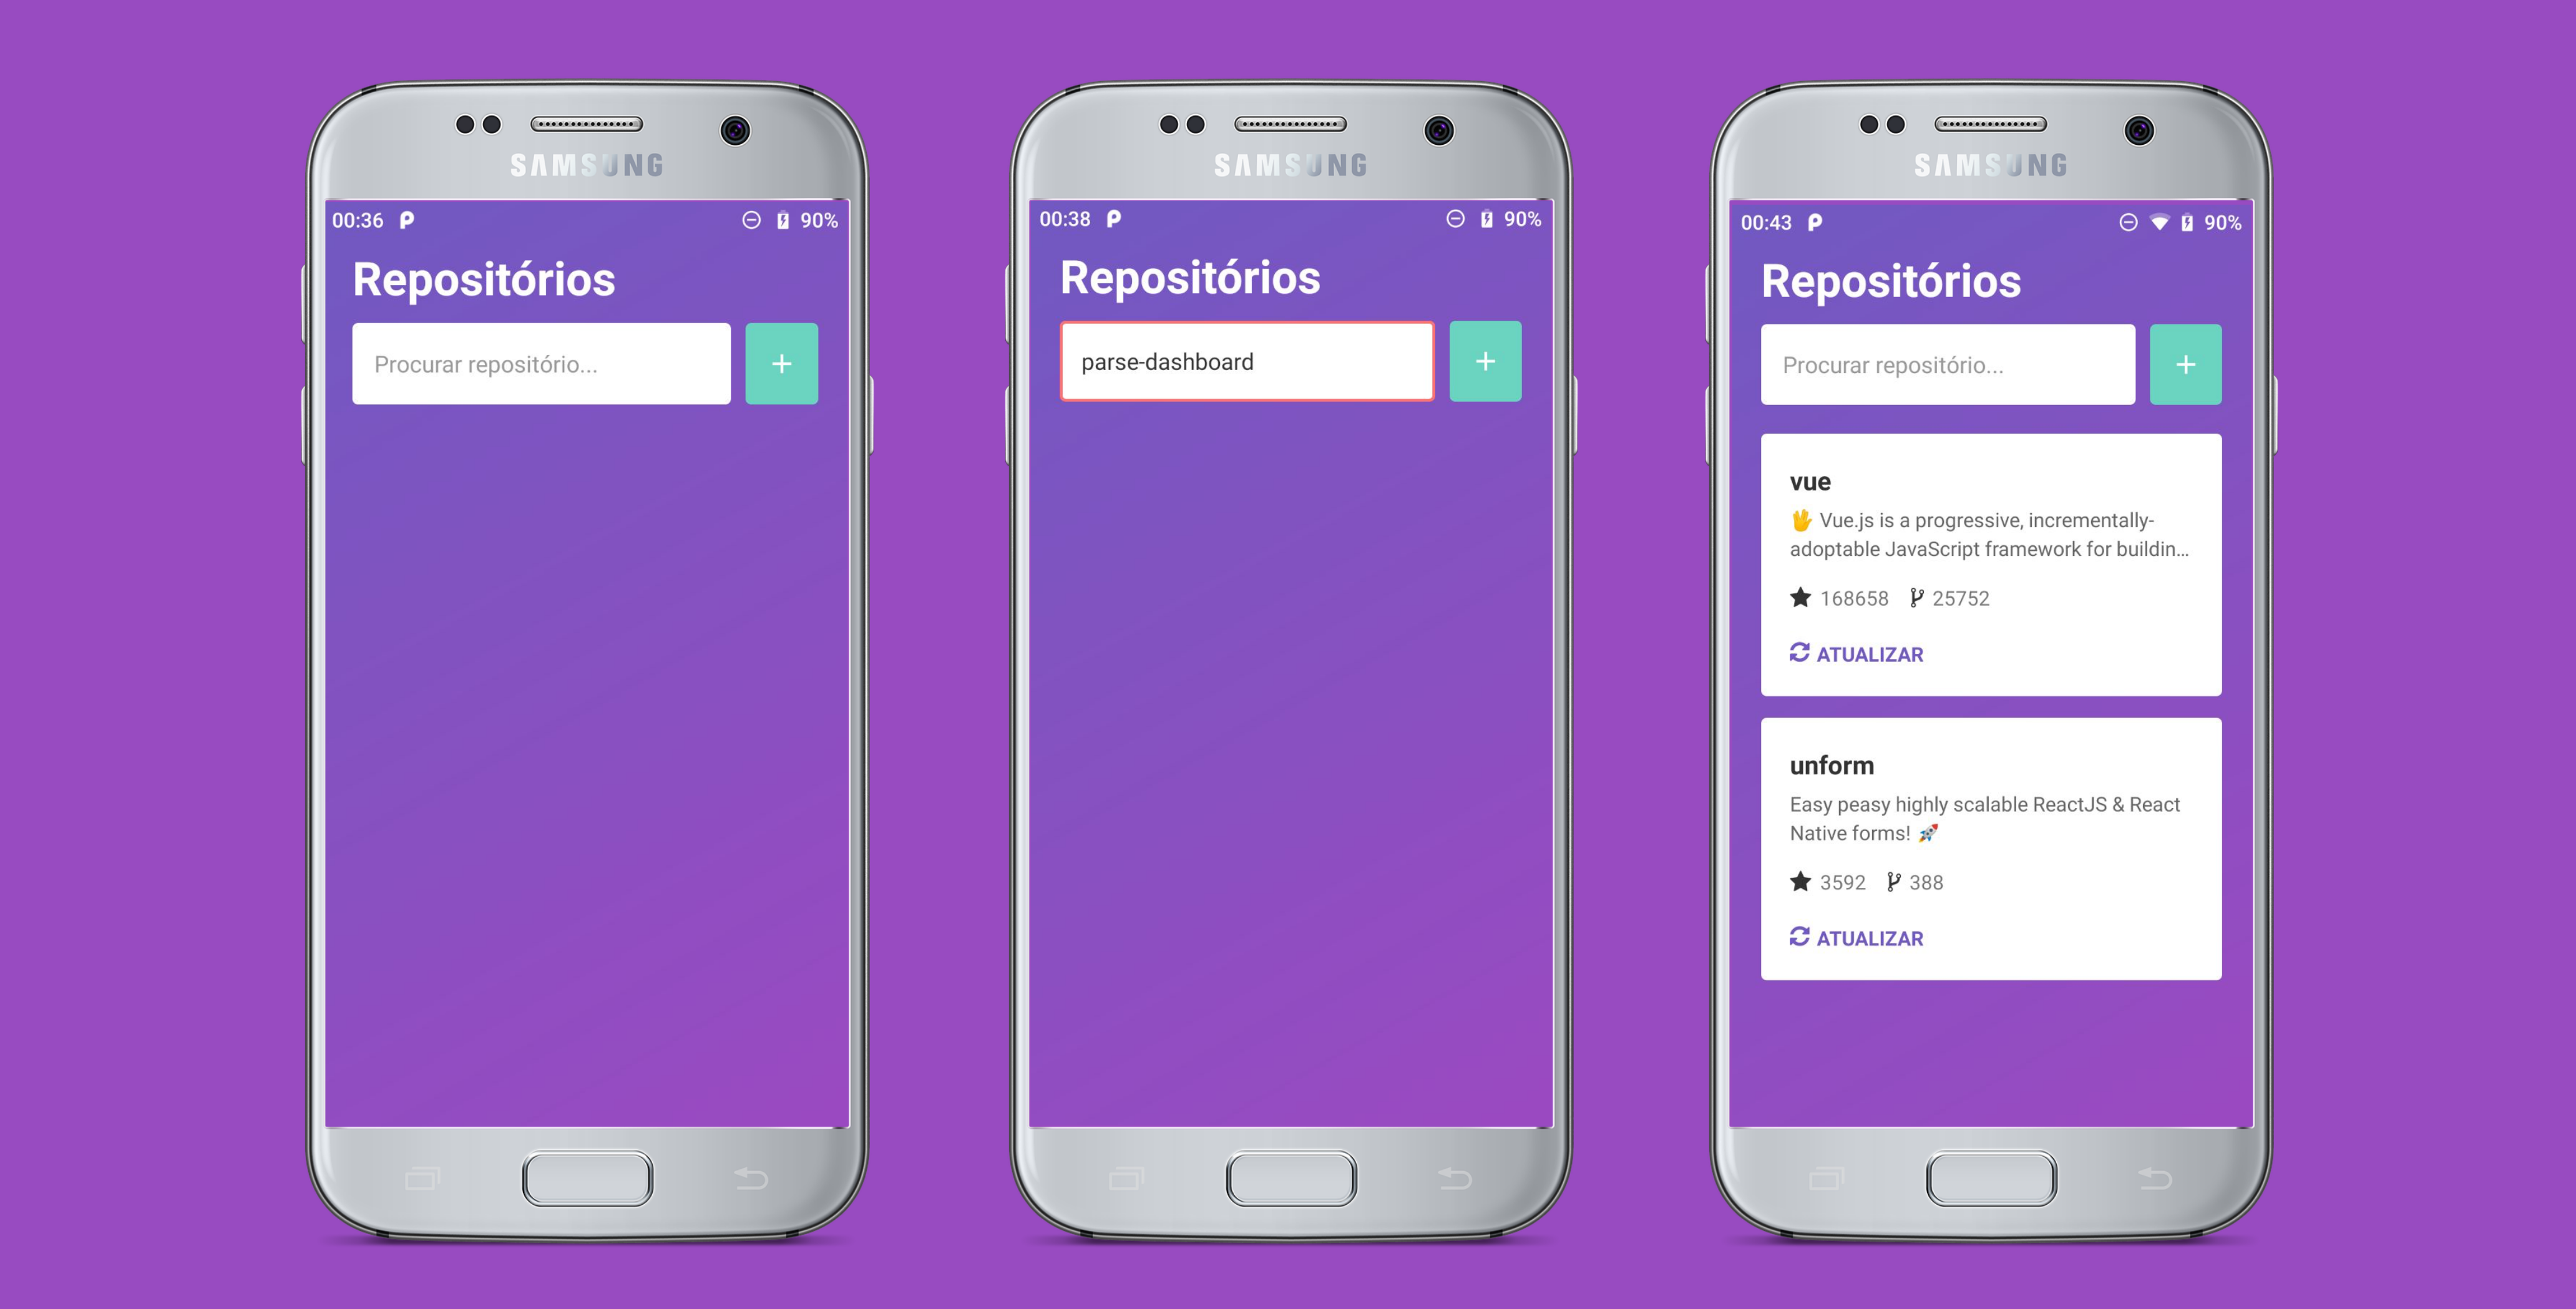 SAMSUNG
00:36 90%
Repositórios
Procurar repositório...
+
SAMSUNG
00:38 90%
Repositórios
parse-dashboard
+
SAMSUNG
00:43 90%
Repositórios
Procurar repositório...
+
vue
🖖 Vue.js is a progressive, incrementally-
adoptable JavaScript framework for buildin...
168658 25752
ATUALIZAR
unform
Easy peasy highly scalable ReactJS & React
Native forms! 🚀
3592 388
ATUALIZAR